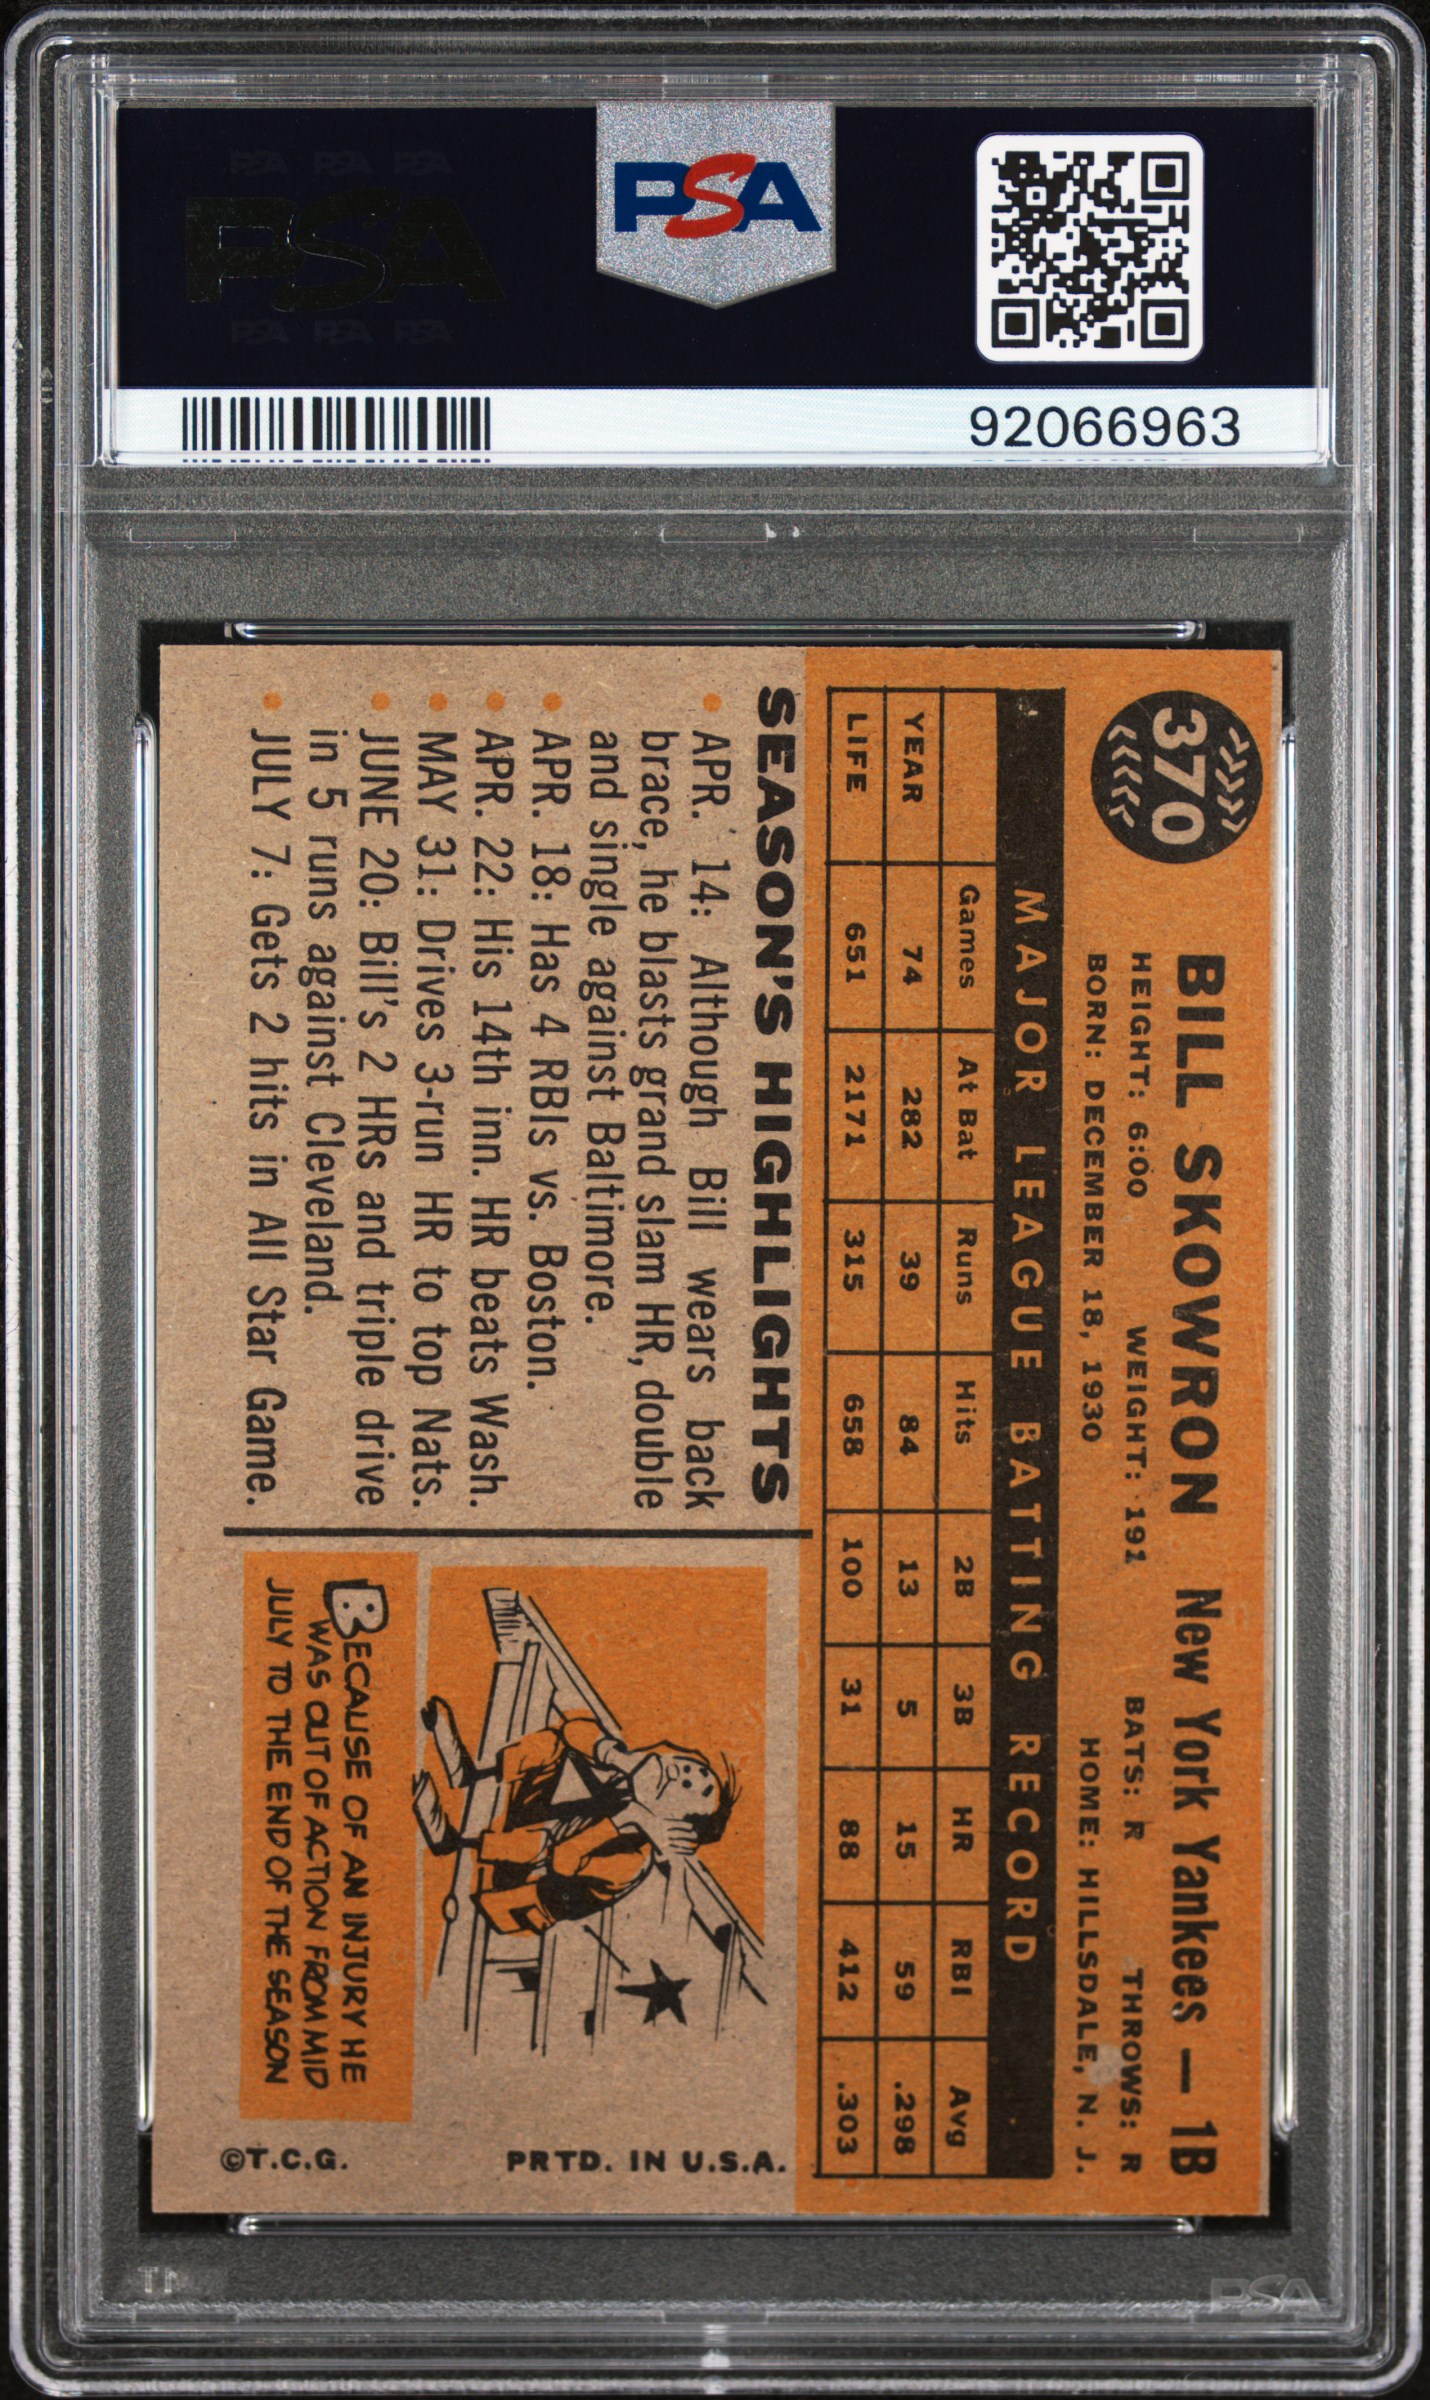 PSA
PSA PSA PSA
PSA
PSA PSA PSA
92066963
370
BILL SKOWRON New York Yankees — 1B
HEIGHT: 6:00 WEIGHT: 191 BATS: R THROWS: R
BORN: DECEMBER 18, 1930 HOME: HILLSDALE, N. J.
MAJOR LEAGUE BATTING RECORD
Games At Bat Runs Hits 2B 3B HR RBI Avg
YEAR 74 282 39 84 13 5 15 59 .298
LIFE 651 2171 315 658 100 31 88 412 .303
SEASON'S HIGHLIGHTS
• APR. 14: Although Bill wears back
brace, he blasts grand slam HR, double
and single against Baltimore.
• APR. 18: Has 4 RBIs vs. Boston.
• APR. 22: His 14th inn. HR beats Wash.
• MAY 31: Drives 3-run HR to top Nats.
• JUNE 20: Bill's 2 HRs and triple drive
in 5 runs against Cleveland.
• JULY 7: Gets 2 hits in All Star Game.
BECAUSE OF AN INJURY HE
WAS OUT OF ACTION FROM MID
JULY TO THE END OF THE SEASON
PRTD. IN U.S.A.
©T.C.G.
PSA